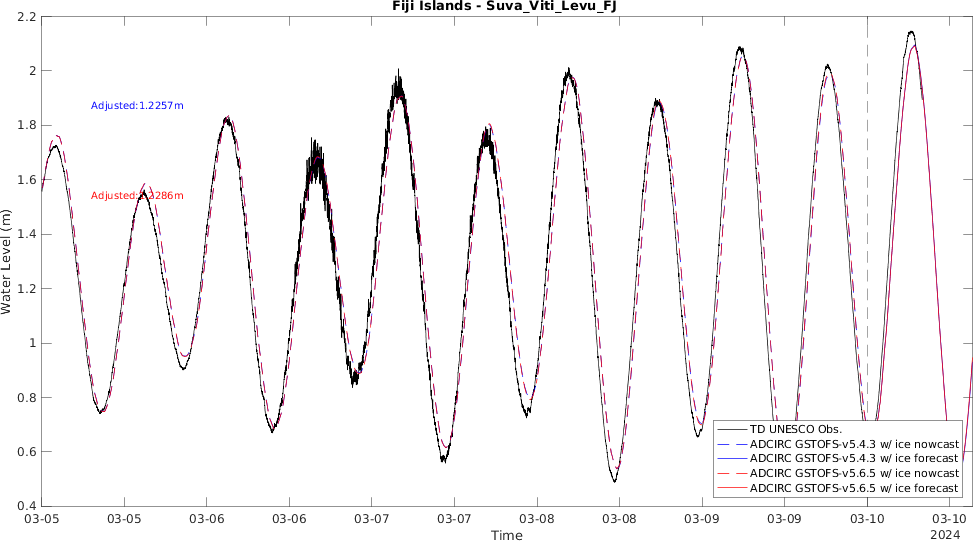 Fiji Islands - Suva_Viti_Levu_FJ
2.2
2
1.8
1.6
1.4
1.2
1
0.8
0.6
0.4
Water Level (m)
Adjusted:1.2257m
Adjusted:1.2286m
TD UNESCO Obs.
ADCIRC GSTOFS-v5.4.3 w/ ice nowcast
ADCIRC GSTOFS-v5.4.3 w/ ice forecast
ADCIRC GSTOFS-v5.6.5 w/ ice nowcast
ADCIRC GSTOFS-v5.6.5 w/ ice forecast
03-05 03-05 03-06 03-06 03-07 03-07 03-08 03-08 03-09 03-09 03-10 03-10
2024
Time